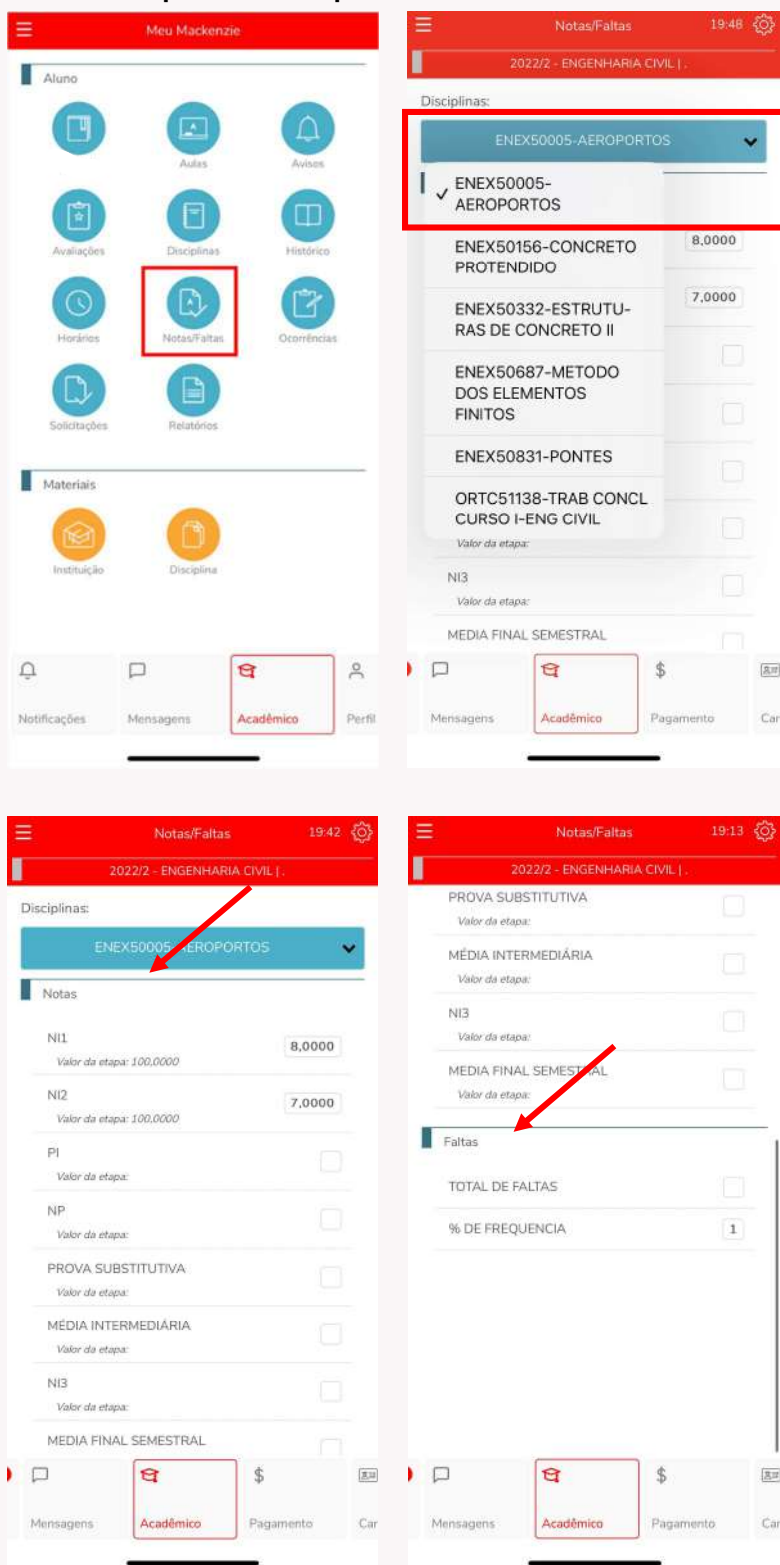 Meu Mackenzie
Aluno
Aulas
Avisos
Avaliações
Disciplinas
Histórico
Horários
Notas/Faltas
Ocorrências
Solicitações
Relatórios
Materiais
Instituição
Disciplina
Notificações
Mensagens
Acadêmico
Perfil
Notas/Faltas
19:48
2022/2 - ENGENHARIA CIVIL | .
Disciplinas:
ENEX50005-AEROPORTOS
✓ ENEX50005-
AEROPORTOS
ENEX50156-CONCRETO
PROTENDIDO
ENEX50332-ESTRUTU-
RAS DE CONCRETO II
ENEX50687-METODO
DOS ELEMENTOS
FINITOS
ENEX50831-PONTES
ORTC51138-TRAB CONCL
CURSO I-ENG CIVIL
8,0000
7,0000
Valor da etapa:
NI3
Valor da etapa:
MEDIA FINAL SEMESTRAL
Mensagens
Acadêmico
$
Pagamento
Car
Notas/Faltas
19:42
2022/2 - ENGENHARIA CIVIL | .
Disciplinas:
ENEX50005-AEROPORTOS
Notas
NI1
8,0000
Valor da etapa: 100,0000
NI2
7,0000
Valor da etapa: 100,0000
PI
Valor da etapa:
NP
Valor da etapa:
PROVA SUBSTITUTIVA
Valor da etapa:
MÉDIA INTERMEDIÁRIA
Valor da etapa:
NI3
Valor da etapa:
MEDIA FINAL SEMESTRAL
Mensagens
Acadêmico
$
Pagamento
Car
Notas/Faltas
19:13
2022/2 - ENGENHARIA CIVIL | .
PROVA SUBSTITUTIVA
Valor da etapa:
MÉDIA INTERMEDIÁRIA
Valor da etapa:
NI3
Valor da etapa:
MEDIA FINAL SEMESTRAL
Valor da etapa:
Faltas
TOTAL DE FALTAS
% DE FREQUENCIA
1
Mensagens
Acadêmico
$
Pagamento
Car